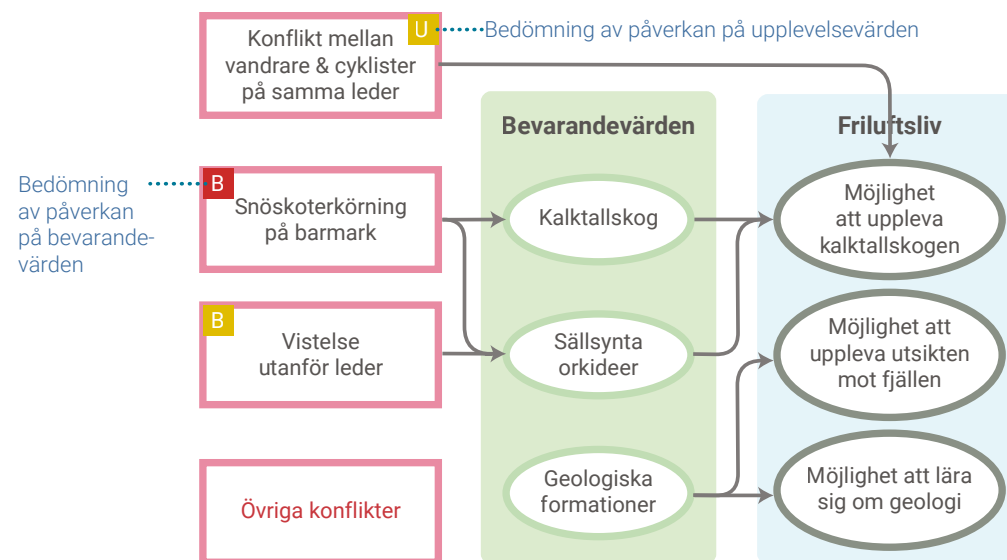 Konflikt mellan
vandrare & cyklister
på samma leder
U
Bedömning av påverkan på upplevelsevärden
Bedömning
av påverkan
på bevarande-
värden
B
Snöskoterkörning
på barmark
B
Vistelse
utanför leder
Övriga konflikter
Bevarandevärden
Kalktallskog
Sällsynta
orkideer
Geologiska
formationer
Friluftsliv
Möjlighet
att uppleva
kalktallskogen
Möjlighet att
uppleva utsikten
mot fjällen
Möjlighet att lära
sig om geologi